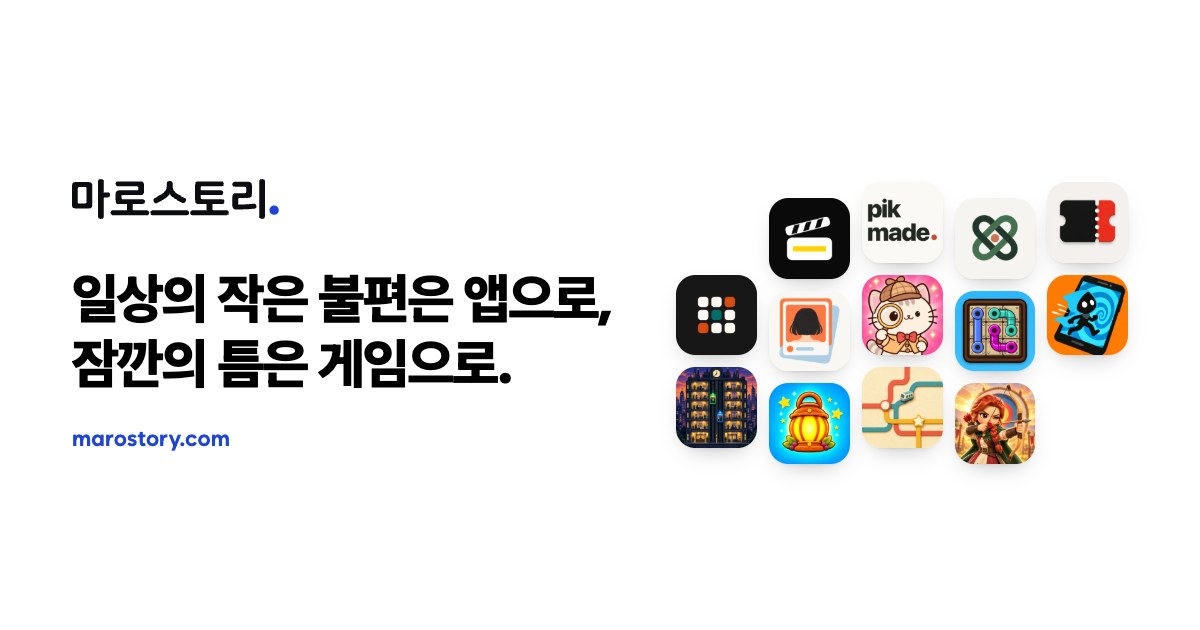 마로스토리.
일상의 작은 불편은 앱으로,
잠깐의 틈은 게임으로.
marostory.com
pik
made.